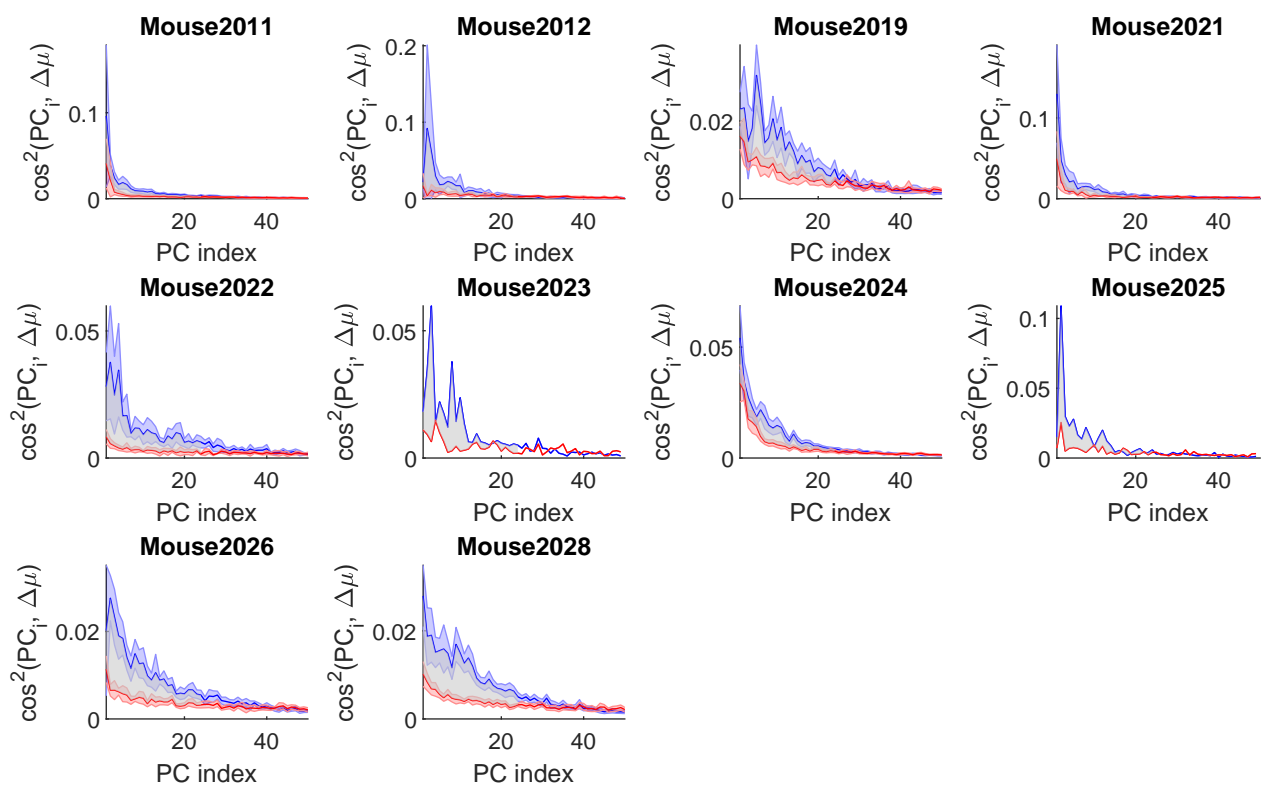 Mouse2011
cos²(PCᵢ, Δμ)
0.1
0
20
40
PC index
Mouse2012
cos²(PCᵢ, Δμ)
0.2
0.1
0
20
40
PC index
Mouse2019
cos²(PCᵢ, Δμ)
0.02
0
20
40
PC index
Mouse2021
cos²(PCᵢ, Δμ)
0.1
0
20
40
PC index
Mouse2022
cos²(PCᵢ, Δμ)
0.05
0
20
40
PC index
Mouse2023
cos²(PCᵢ, Δμ)
0.05
0
20
40
PC index
Mouse2024
cos²(PCᵢ, Δμ)
0.05
0
20
40
PC index
Mouse2025
cos²(PCᵢ, Δμ)
0.1
0.05
0
20
40
PC index
Mouse2026
cos²(PCᵢ, Δμ)
0.02
0
20
40
PC index
Mouse2028
cos²(PCᵢ, Δμ)
0.02
0
20
40
PC index